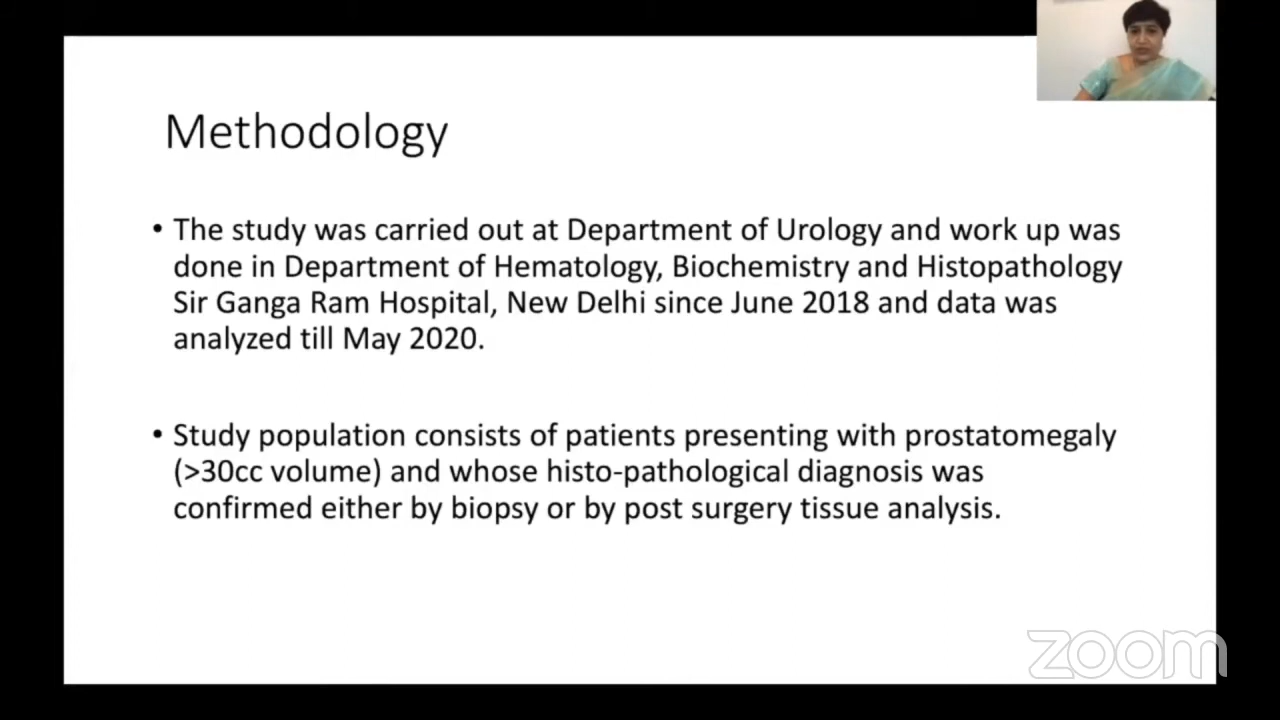 Methodology
• The study was carried out at Department of Urology and work up was
done in Department of Hematology, Biochemistry and Histopathology
Sir Ganga Ram Hospital, New Delhi since June 2018 and data was
analyzed till May 2020.
• Study population consists of patients presenting with prostatomegaly
(>30cc volume) and whose histo-pathological diagnosis was
confirmed either by biopsy or by post surgery tissue analysis.
zoom